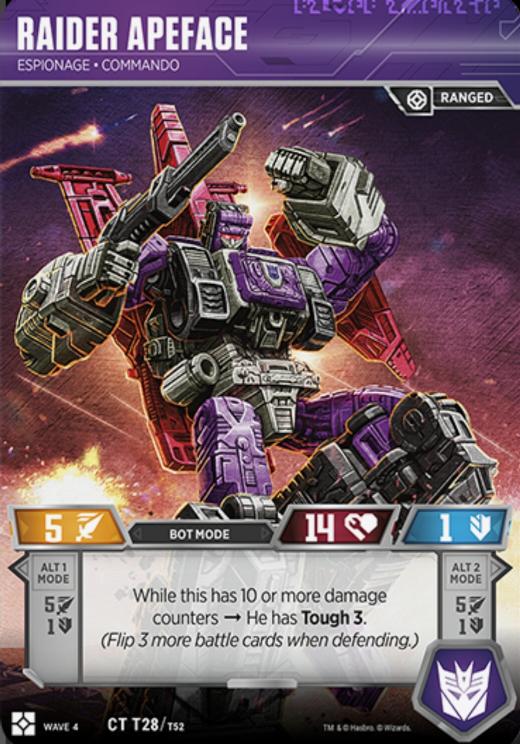 RAIDER APEFACE
ESPIONAGE • COMMANDO
RANGED
5
BOT MODE
14
1
ALT 1
MODE
5
1
While this has 10 or more damage
counters → He has Tough 3.
(Flip 3 more battle cards when defending.)
ALT 2
MODE
5
1
WAVE 4
CT T28/T52
TM & © Hasbro. © Wizards.